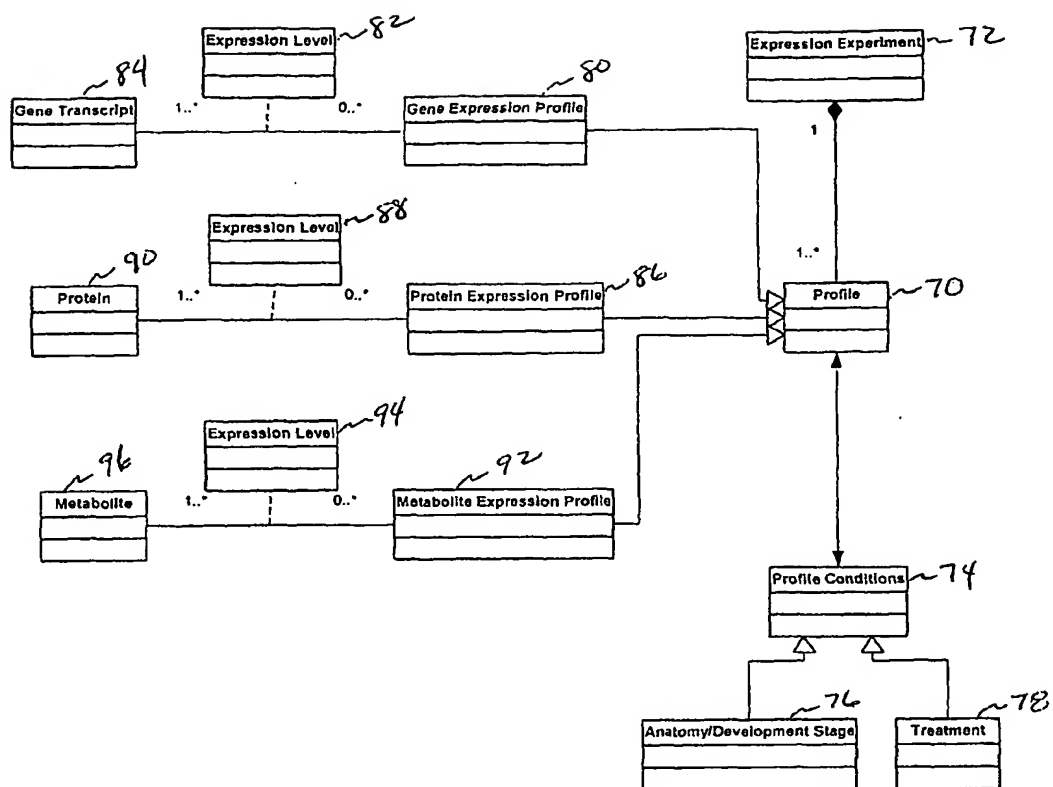 Expression Level 82
Expression Experiment 72
84
80
Gene Transcript 1..* 0..* Gene Expression Profile
1
Expression Level 88
90
86
1..*
Protein 1..* 0..* Protein Expression Profile
Profile 70
Expression Level 94
96
92
Metabolite 1..* 0..* Metabolite Expression Profile
Profile Conditions 74
76
78
Anatomy/Development Stage
Treatment